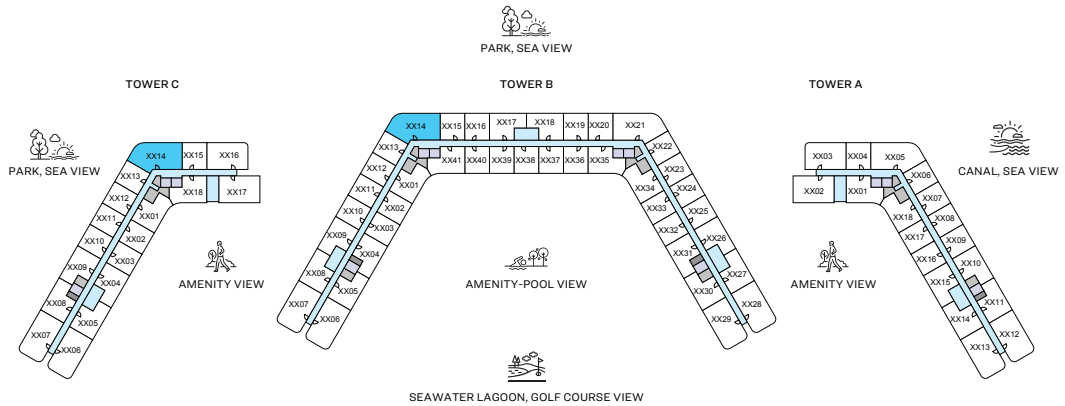 PARK, SEA VIEW
TOWER C
TOWER B
TOWER A
PARK, SEA VIEW
CANAL, SEA VIEW
XX14
XX15
XX16
XX13
XX12
XX11
XX10
XX09
XX08
XX07
XX06
XX05
XX04
XX03
XX02
XX01
XX18
XX17
AMENITY VIEW
XX14
XX15
XX16
XX17
XX18
XX19
XX20
XX21
XX13
XX12
XX11
XX10
XX09
XX08
XX07
XX06
XX05
XX04
XX03
XX02
XX01
XX41
XX40
XX39
XX38
XX37
XX36
XX35
XX22
XX23
XX24
XX25
XX26
XX27
XX28
XX29
XX30
XX31
XX32
XX33
XX34
AMENITY-POOL VIEW
XX03
XX04
XX05
XX02
XX01
XX06
XX07
XX08
XX09
XX10
XX11
XX12
XX13
XX14
XX15
XX16
XX17
XX18
AMENITY VIEW
SEAWATER LAGOON, GOLF COURSE VIEW